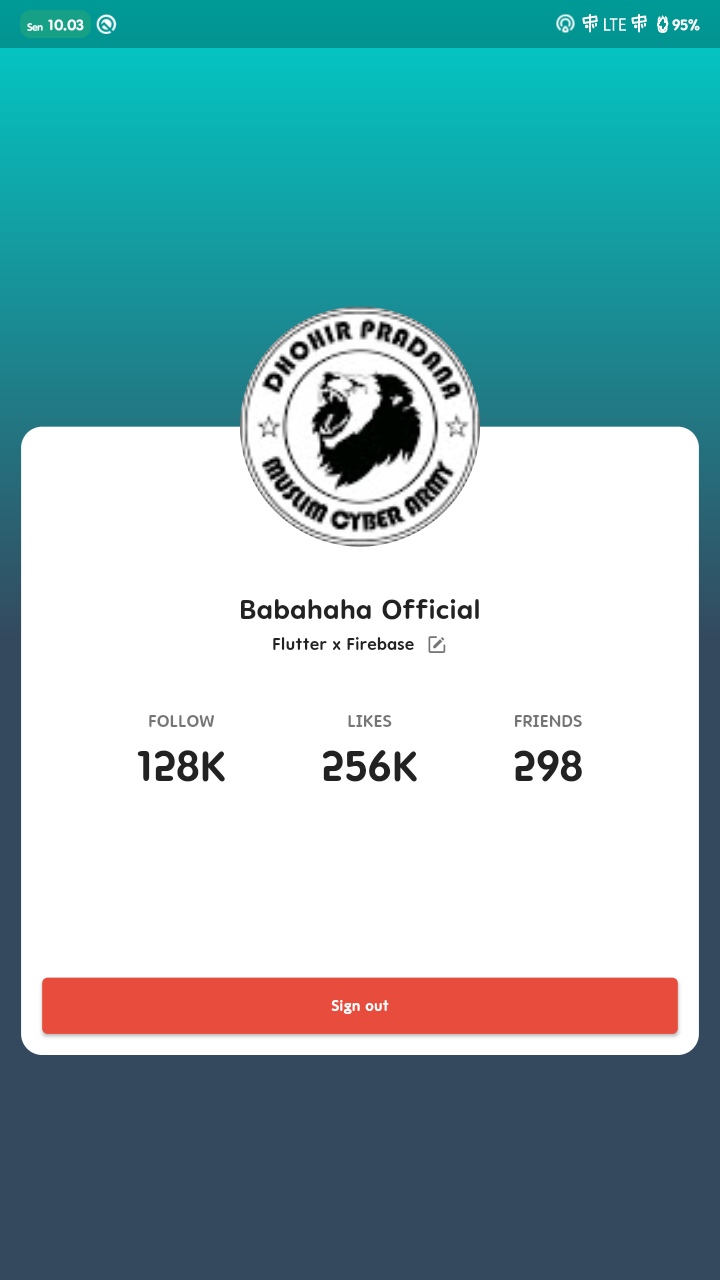 Sen 10.03
LTE 95%
DHOHIR PRADANA
MUSLIM CYBER ARMY
Babahaha Official
Flutter x Firebase
FOLLOW LIKES FRIENDS
128K 256K 298
Sign out